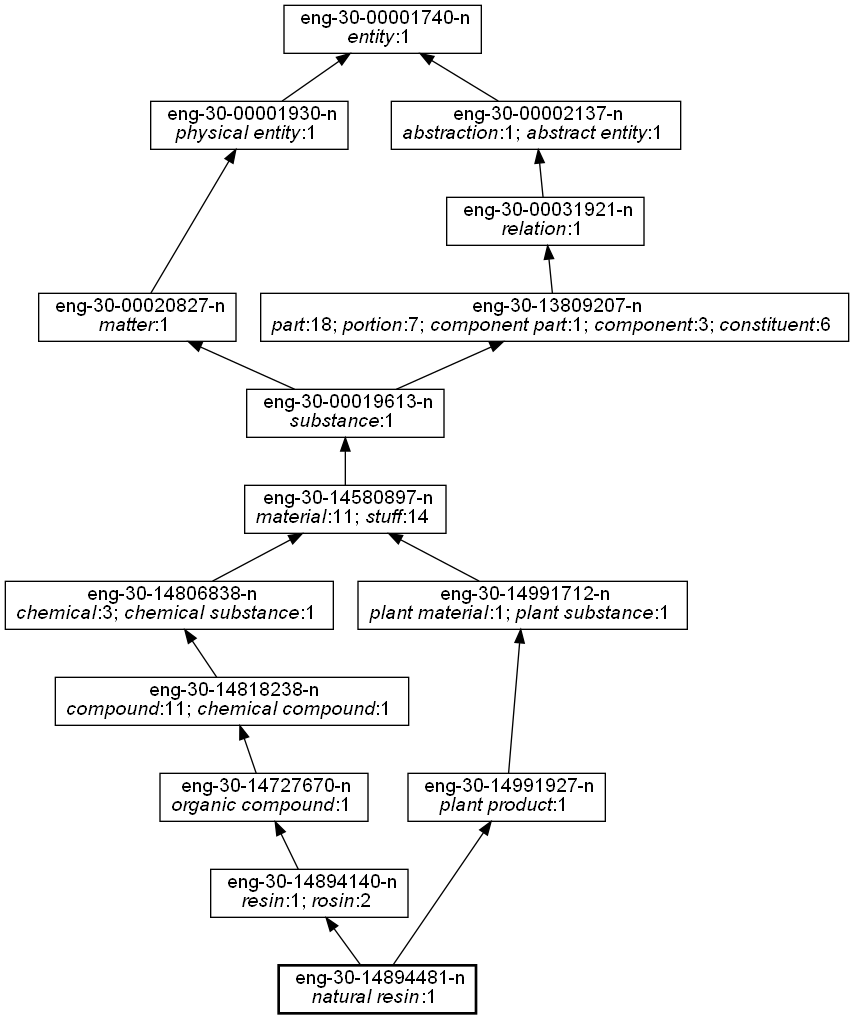 eng-30-00001740-n
entity:1
eng-30-00001930-n
physical entity:1
eng-30-00002137-n
abstraction:1; abstract entity:1
eng-30-00031921-n
relation:1
eng-30-00020827-n
matter:1
eng-30-13809207-n
part:18; portion:7; component part:1; component:3; constituent:6
eng-30-00019613-n
substance:1
eng-30-14580897-n
material:11; stuff:14
eng-30-14806838-n
chemical:3; chemical substance:1
eng-30-14991712-n
plant material:1; plant substance:1
eng-30-14818238-n
compound:11; chemical compound:1
eng-30-14727670-n
organic compound:1
eng-30-14991927-n
plant product:1
eng-30-14894140-n
resin:1; rosin:2
eng-30-14894481-n
natural resin:1